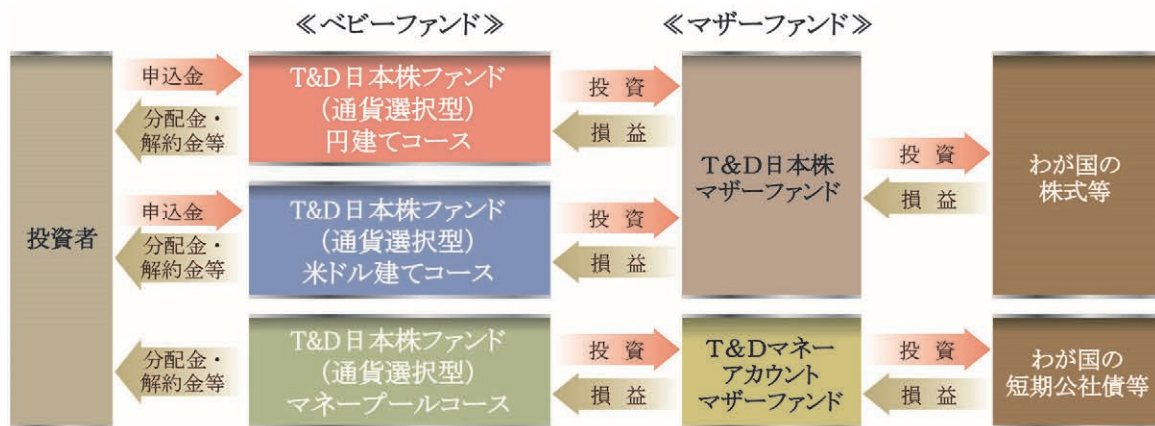 ≪ベビーファンド≫
≪マザーファンド≫
投資者
申込金
分配金・
解約金等
T&D日本株ファンド
(通貨選択型)
円建てコース
投 資
損 益
申込金
分配金・
解約金等
T&D日本株ファンド
(通貨選択型)
米ドル建てコース
投 資
損 益
T&D日本株
マザーファンド
投 資
損 益
わが国の
株式等
分配金・
解約金等
T&D日本株ファンド
(通貨選択型)
マネープールコース
投 資
損 益
T&Dマネー
アカウント
マザーファンド
投 資
損 益
わが国の
短期公社債等